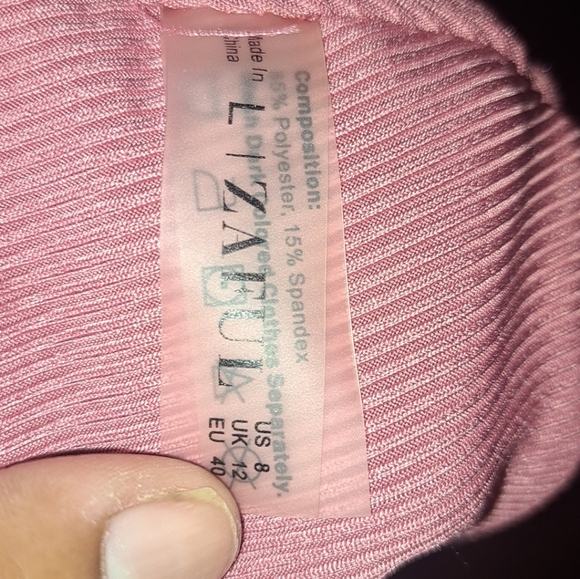 Composition:
85% Polyester, 15% Spandex
Wash Dark Colored Clothes Separately.
Made In
China
L | ZAFUL
US 8
UK 12
EU 40